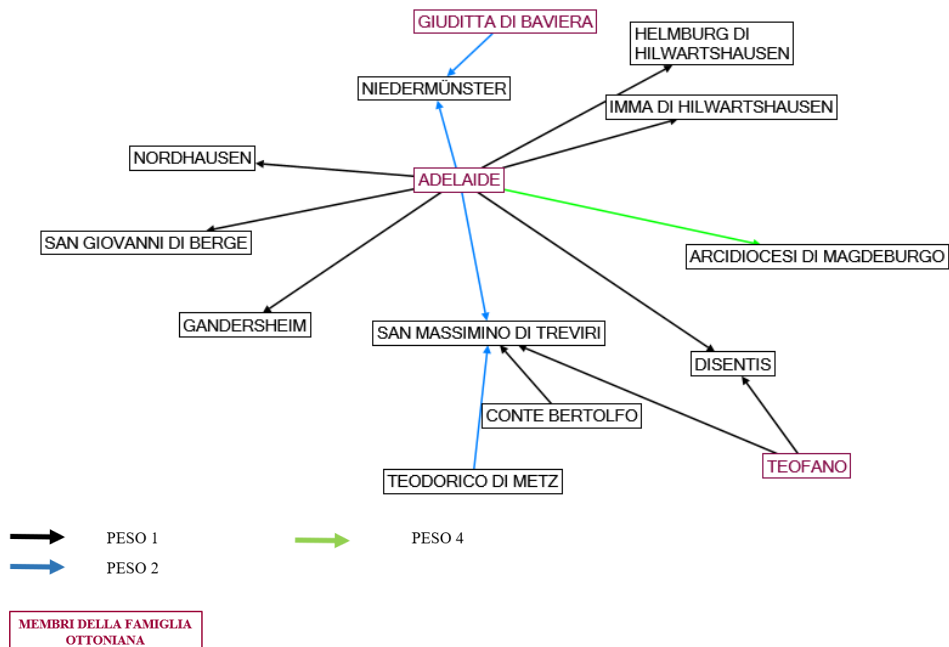 GIUDITTA DI BAVIERA
HELMBURG DI
HILWARTSHAUSEN
NIEDERMÜNSTER
IMMA DI HILWARTSHAUSEN
NORDHAUSEN
ADELAIDE
SAN GIOVANNI DI BERGE
ARCIDIOCESI DI MAGDEBURGO
GANDERSHEIM
SAN MASSIMINO DI TREVIRI
DISENTIS
CONTE BERTOLFO
TEOFANO
TEODORICO DI METZ
PESO 1
PESO 4
PESO 2
MEMBRI DELLA FAMIGLIA
OTTONIANA